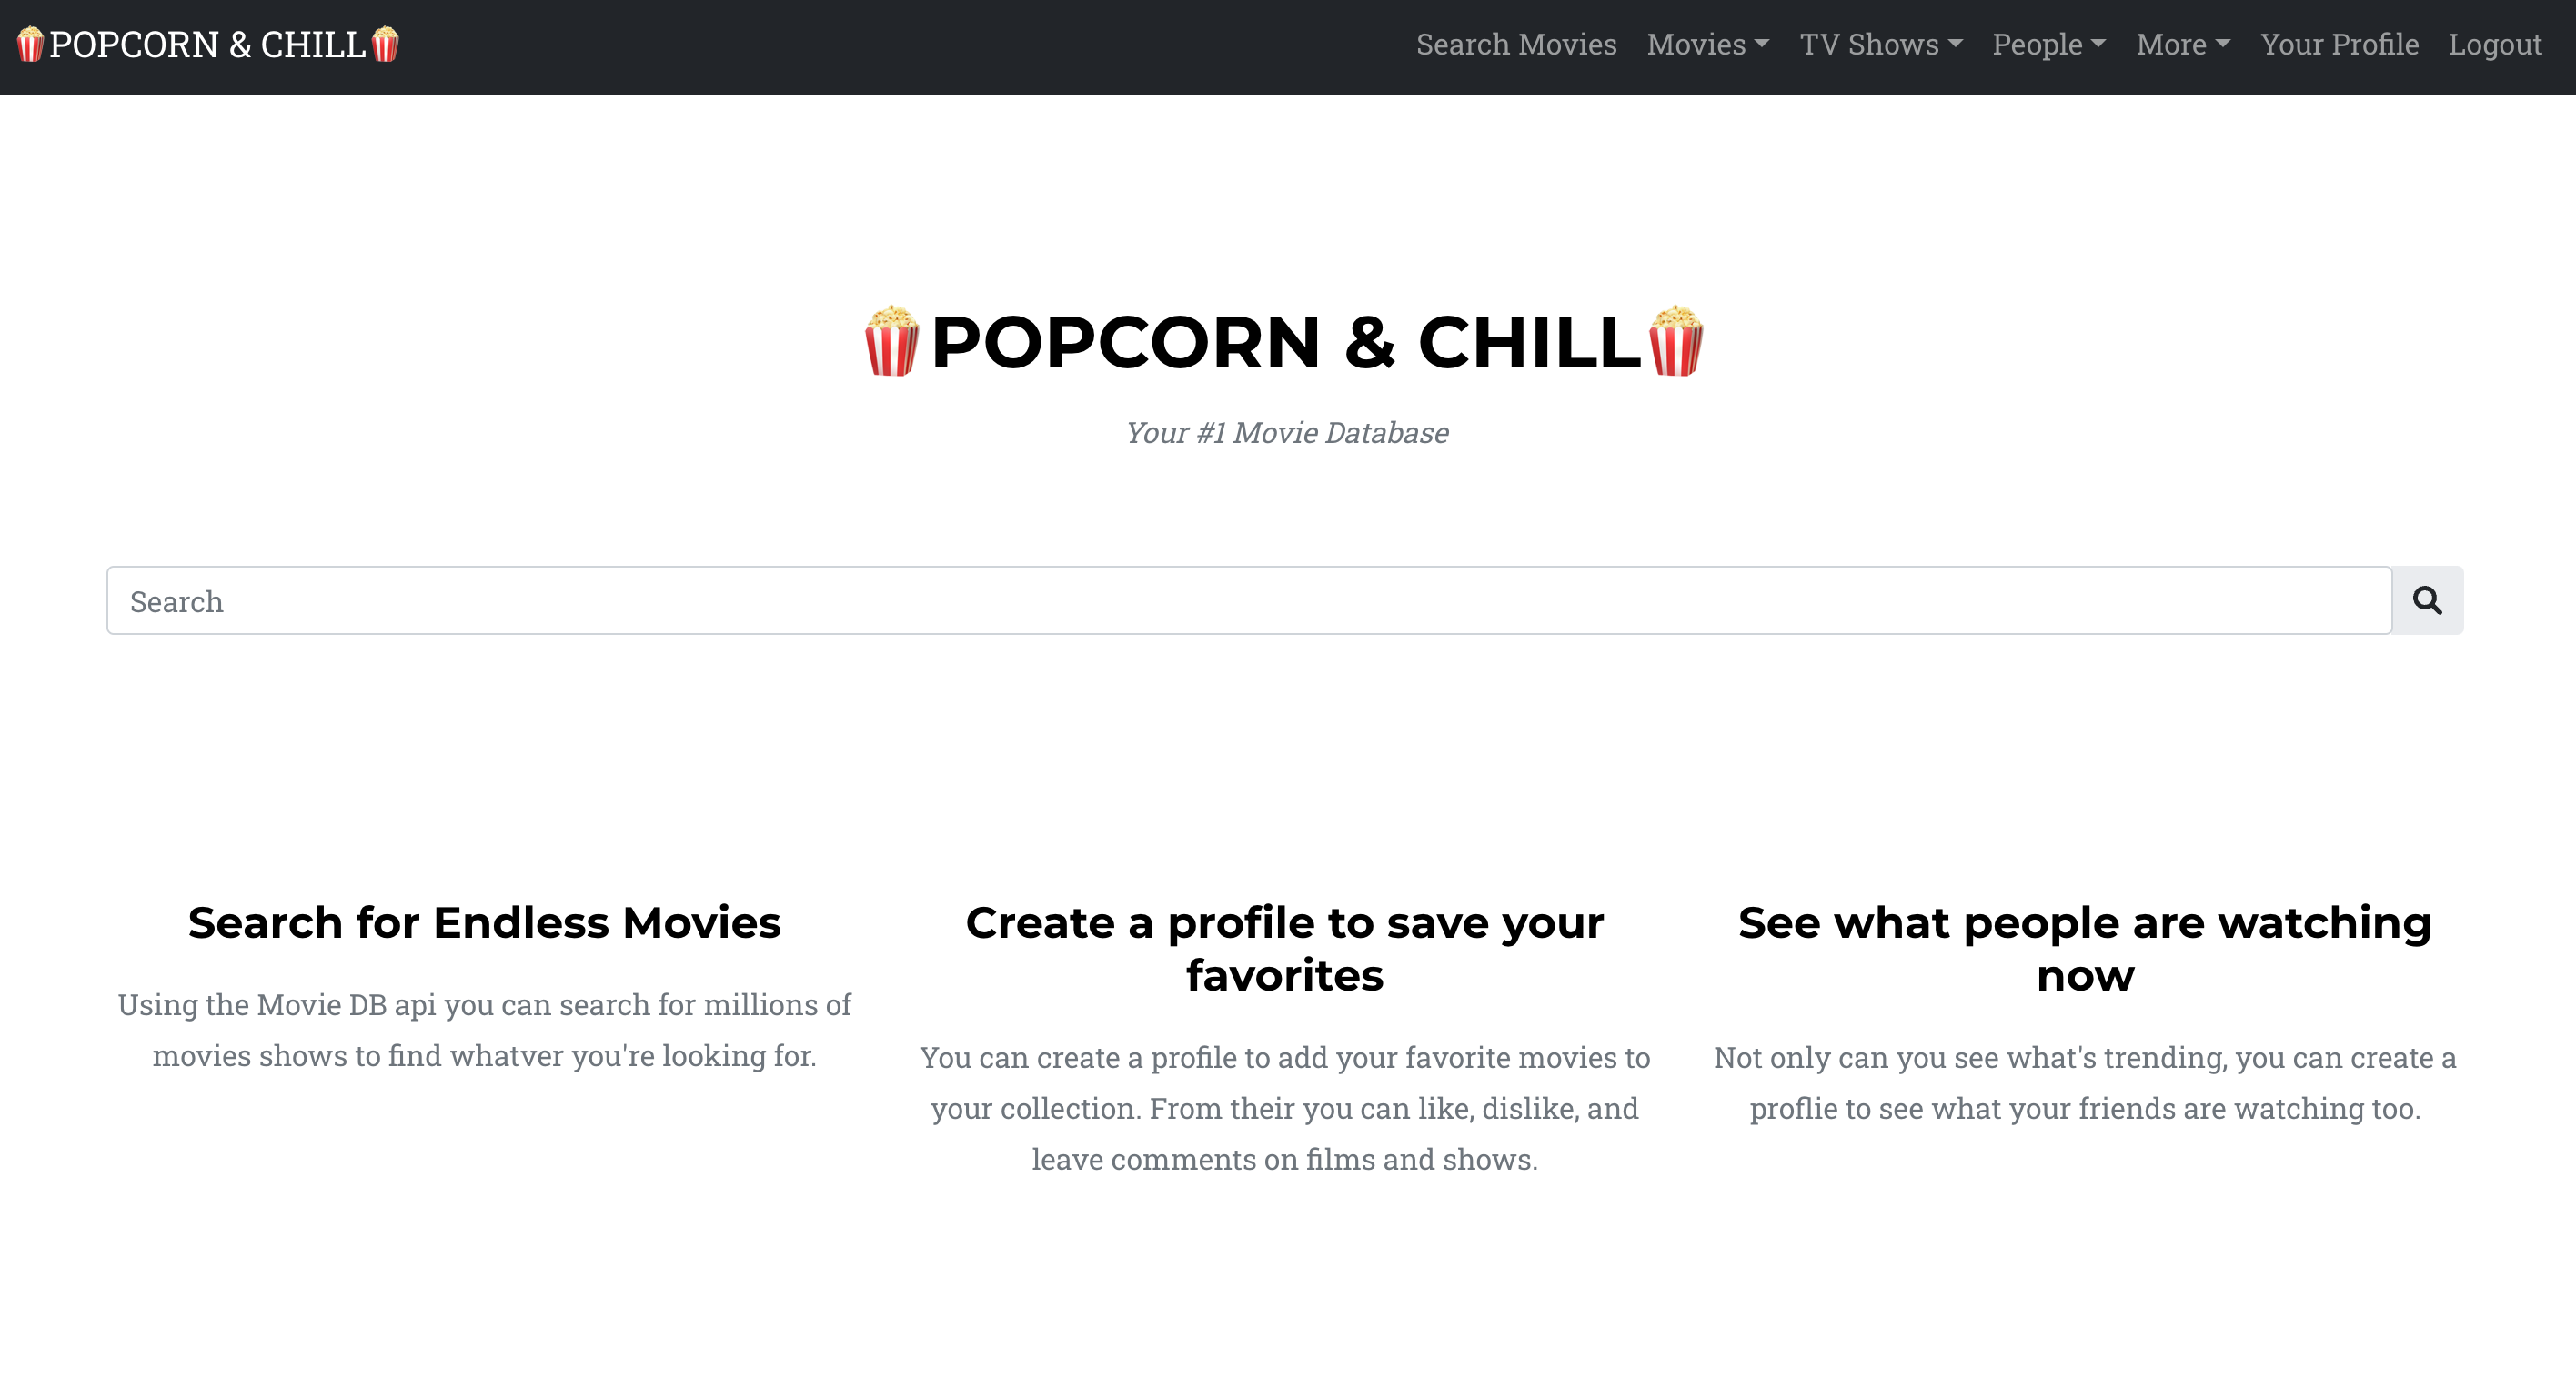 🍿POPCORN & CHILL🍿
Search Movies Movies TV Shows People More Your Profile Logout
🍿POPCORN & CHILL🍿
Your #1 Movie Database
Search
Search for Endless Movies
Using the Movie DB api you can search for millions of
movies shows to find whatver you're looking for.
Create a profile to save your
favorites
You can create a profile to add your favorite movies to
your collection. From their you can like, dislike, and
leave comments on films and shows.
See what people are watching
now
Not only can you see what's trending, you can create a
proflie to see what your friends are watching too.